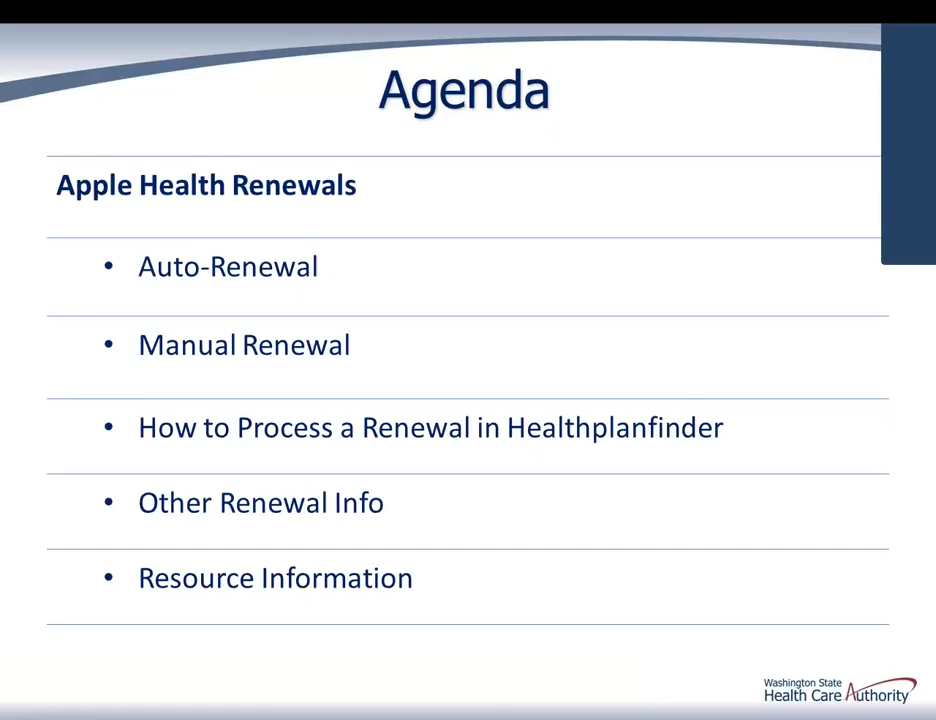 Agenda
Apple Health Renewals
• Auto-Renewal
• Manual Renewal
• How to Process a Renewal in Healthplanfinder
• Other Renewal Info
• Resource Information
Washington State
Health Care Authority